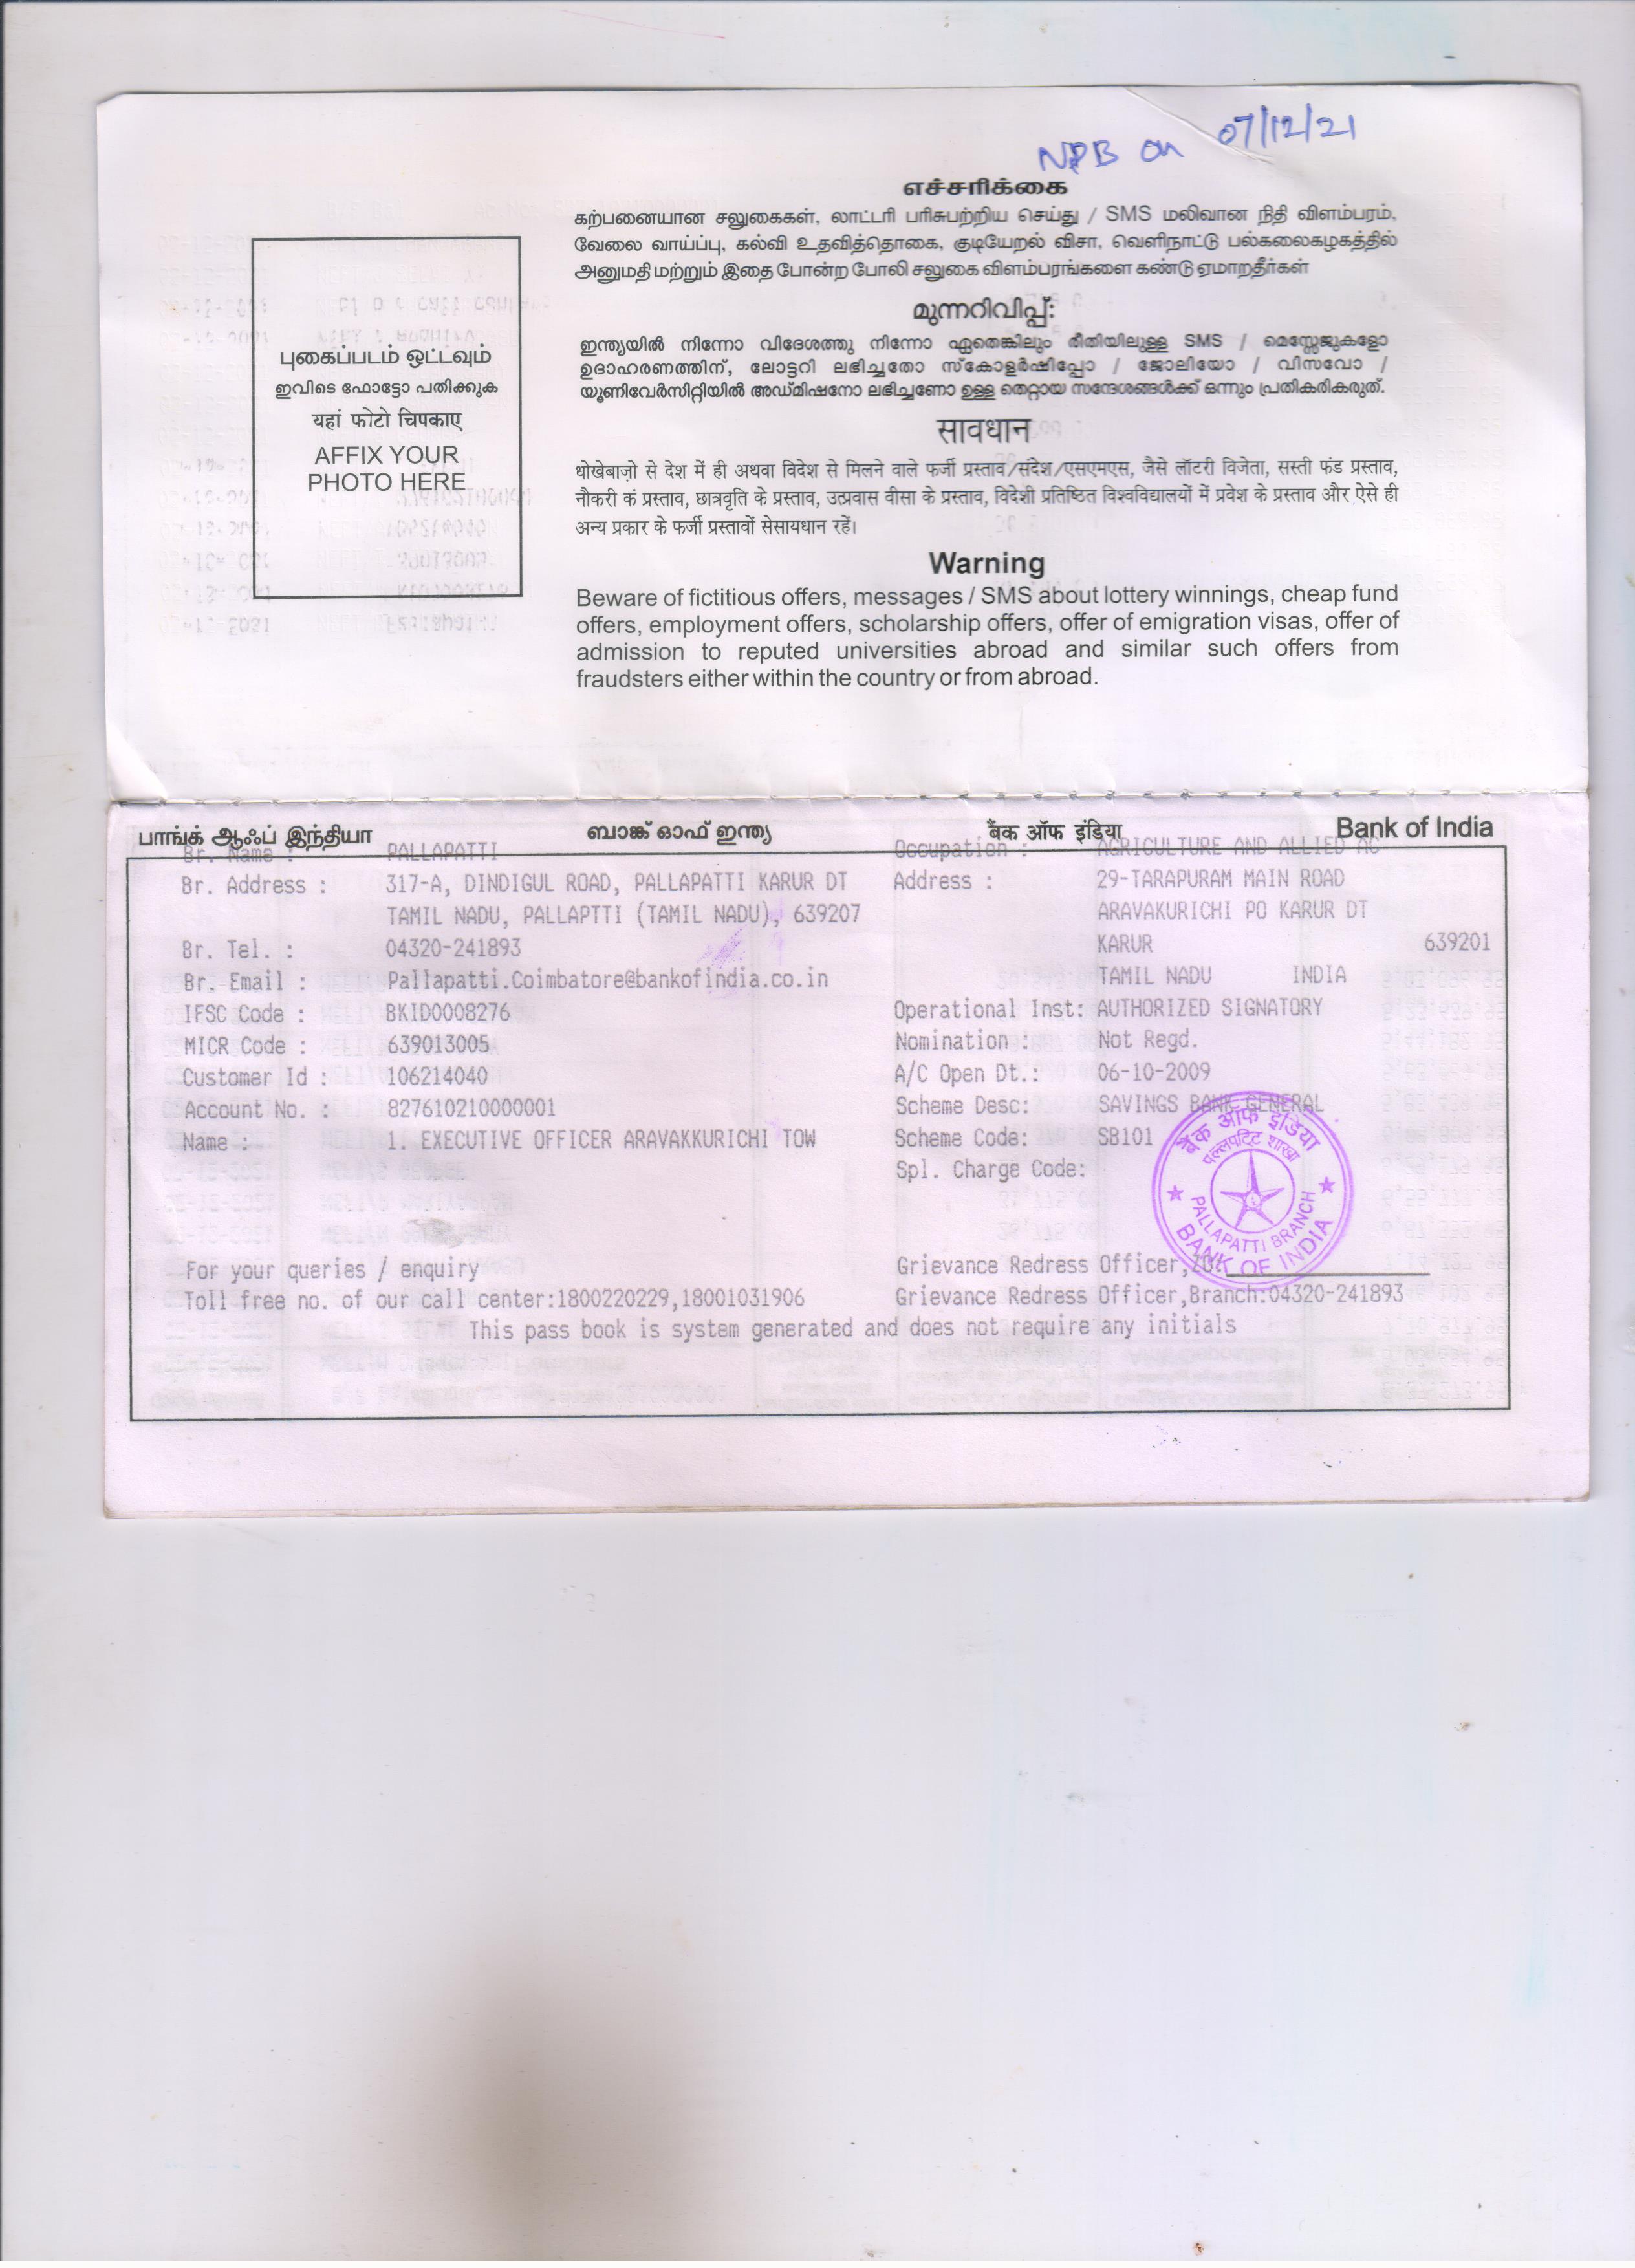 NPB on 07/12/21
எச்சரிக்கை
கற்பனையான சலுகைகள், லாட்டரி பரிசுபற்றிய செய்து / SMS மலிவான நிதி விளம்பரம்,
வேலை வாய்ப்பு, கல்வி உதவித்தொகை, குடியேறல் விசா, வெளிநாட்டு பல்கலைகழகத்தில்
அனுமதி மற்றும் இதை போன்ற போலி சலுகை விளம்பரங்களை கண்டு ஏமாறதீர்கள்
മുന്നറിവിപ്പ്:
ഇന്ത്യയിൽ നിന്നോ വിദേശത്തു നിന്നോ ഏതെങ്കിലും രീതിയിലുള്ള SMS / മെസ്സേജുകളോ
ഉദാഹരണത്തിന്, ലോട്ടറി ലഭിച്ചതോ സ്കോളർഷിപ്പോ / ജോലിയോ / വിസവോ /
യൂണിവേർസിറ്റിയിൽ അഡ്മിഷനോ ലഭിച്ചണോ ഉള്ള തെറ്റായ സന്ദേശങ്ങൾക്ക് ഒന്നും പ്രതികരികരുത്.
सावधान
धोखेबाज़ो से देश में ही अथवा विदेश से मिलने वाले फर्जी प्रस्ताव/संदेश/एसएमएस, जैसे लॉटरी विजेता, सस्ती फंड प्रस्ताव,
नौकरी कं प्रस्ताव, छात्रवृति के प्रस्ताव, उत्प्रवास वीसा के प्रस्ताव, विदेशी प्रतिष्ठित विश्वविद्यालयों में प्रवेश के प्रस्ताव और ऐसे ही
अन्य प्रकार के फर्जी प्रस्तावों सेसायधान रहें।
Warning
Beware of fictitious offers, messages / SMS about lottery winnings, cheap fund
offers, employment offers, scholarship offers, offer of emigration visas, offer of
admission to reputed universities abroad and similar such offers from
fraudsters either within the country or from abroad.
புகைப்படம் ஒட்டவும்
ഇവിടെ ഫോട്ടോ പതിക്കുക
यहां फोटो चिपकाए
AFFIX YOUR
PHOTO HERE
பாங்க் ஆஃப் இந்தியா ബാങ്ക് ഓഫ് ഇന്ത്യ बैंक ऑफ इंडिया Bank of India
Br. Name : PALLAPATTI
Br. Address : 317-A, DINDIGUL ROAD, PALLAPATTI KARUR DT
TAMIL NADU, PALLAPTTI (TAMIL NADU), 639207
Br. Tel. : 04320-241893
Br. Email : Pallapatti.Coimbatore@bankofindia.co.in
IFSC Code : BKID0008276
MICR Code : 639013005
Customer Id : 106214040
Account No. : 827610210000001
Name : 1. EXECUTIVE OFFICER ARAVAKKURICHI TOW
Occupation : AGRICULTURE AND ALLIED AC
Address : 29-TARAPURAM MAIN ROAD
ARAVAKURICHI PO KARUR DT
KARUR 639201
TAMIL NADU INDIA
Operational Inst: AUTHORIZED SIGNATORY
Nomination : Not Regd.
A/C Open Dt.: 06-10-2009
Scheme Desc: SAVINGS BANK GENERAL
Scheme Code: SB101
Spl. Charge Code:
बैंक ऑफ इंडिया
पल्लपट्टि शाखा
PALLAPATTI BRANCH
BANK OF INDIA
For your queries / enquiry
Toll free no. of our call center:1800220229,18001031906
Grievance Redress Officer,ZO:
Grievance Redress Officer,Branch:04320-241893
This pass book is system generated and does not require any initials